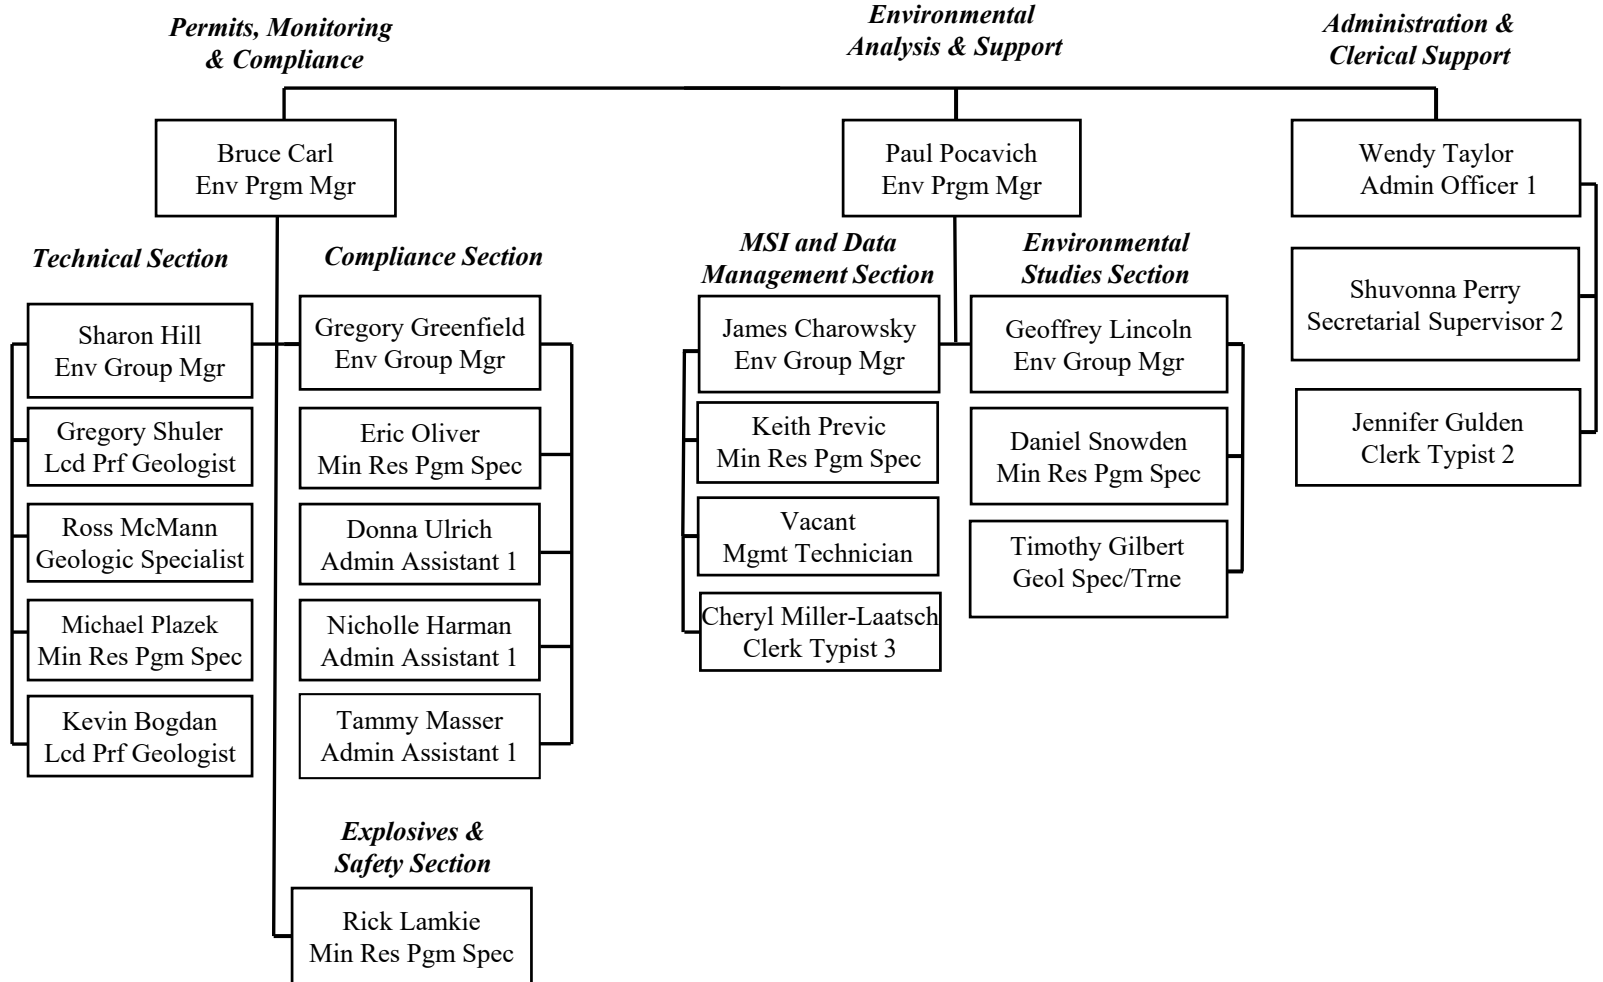 Permits, Monitoring
& Compliance
Environmental
Analysis & Support
Administration &
Clerical Support
Bruce Carl
Env Prgm Mgr
Paul Pocavich
Env Prgm Mgr
Wendy Taylor
Admin Officer 1
Technical Section
Sharon Hill
Env Group Mgr
Gregory Shuler
Lcd Prf Geologist
Ross McMann
Geologic Specialist
Michael Plazek
Min Res Pgm Spec
Kevin Bogdan
Lcd Prf Geologist
Compliance Section
Gregory Greenfield
Env Group Mgr
Eric Oliver
Min Res Pgm Spec
Donna Ulrich
Admin Assistant 1
Nicholle Harman
Admin Assistant 1
Tammy Masser
Admin Assistant 1
Explosives &
Safety Section
Rick Lamkie
Min Res Pgm Spec
MSI and Data
Management Section
James Charowsky
Env Group Mgr
Keith Previc
Min Res Pgm Spec
Vacant
Mgmt Technician
Cheryl Miller-Laatsch
Clerk Typist 3
Environmental
Studies Section
Geoffrey Lincoln
Env Group Mgr
Daniel Snowden
Min Res Pgm Spec
Timothy Gilbert
Geol Spec/Trne
Shuvonna Perry
Secretarial Supervisor 2
Jennifer Gulden
Clerk Typist 2